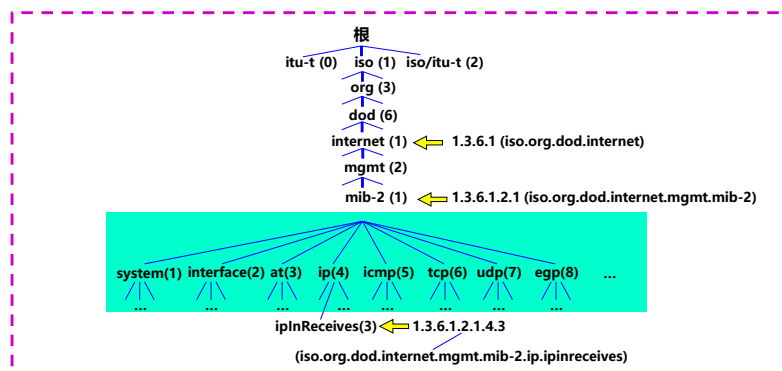 根
itu-t (0) iso (1) iso/itu-t (2)
org (3)
dod (6)
internet (1) 1.3.6.1 (iso.org.dod.internet)
mgmt (2)
mib-2 (1) 1.3.6.1.2.1 (iso.org.dod.internet.mgmt.mib-2)
system(1) interface(2) at(3) ip(4) icmp(5) tcp(6) udp(7) egp(8) ...
... ... ... ... ... ... ...
ipInReceives(3) 1.3.6.1.2.1.4.3
(iso.org.dod.internet.mgmt.mib-2.ip.ipinreceives)